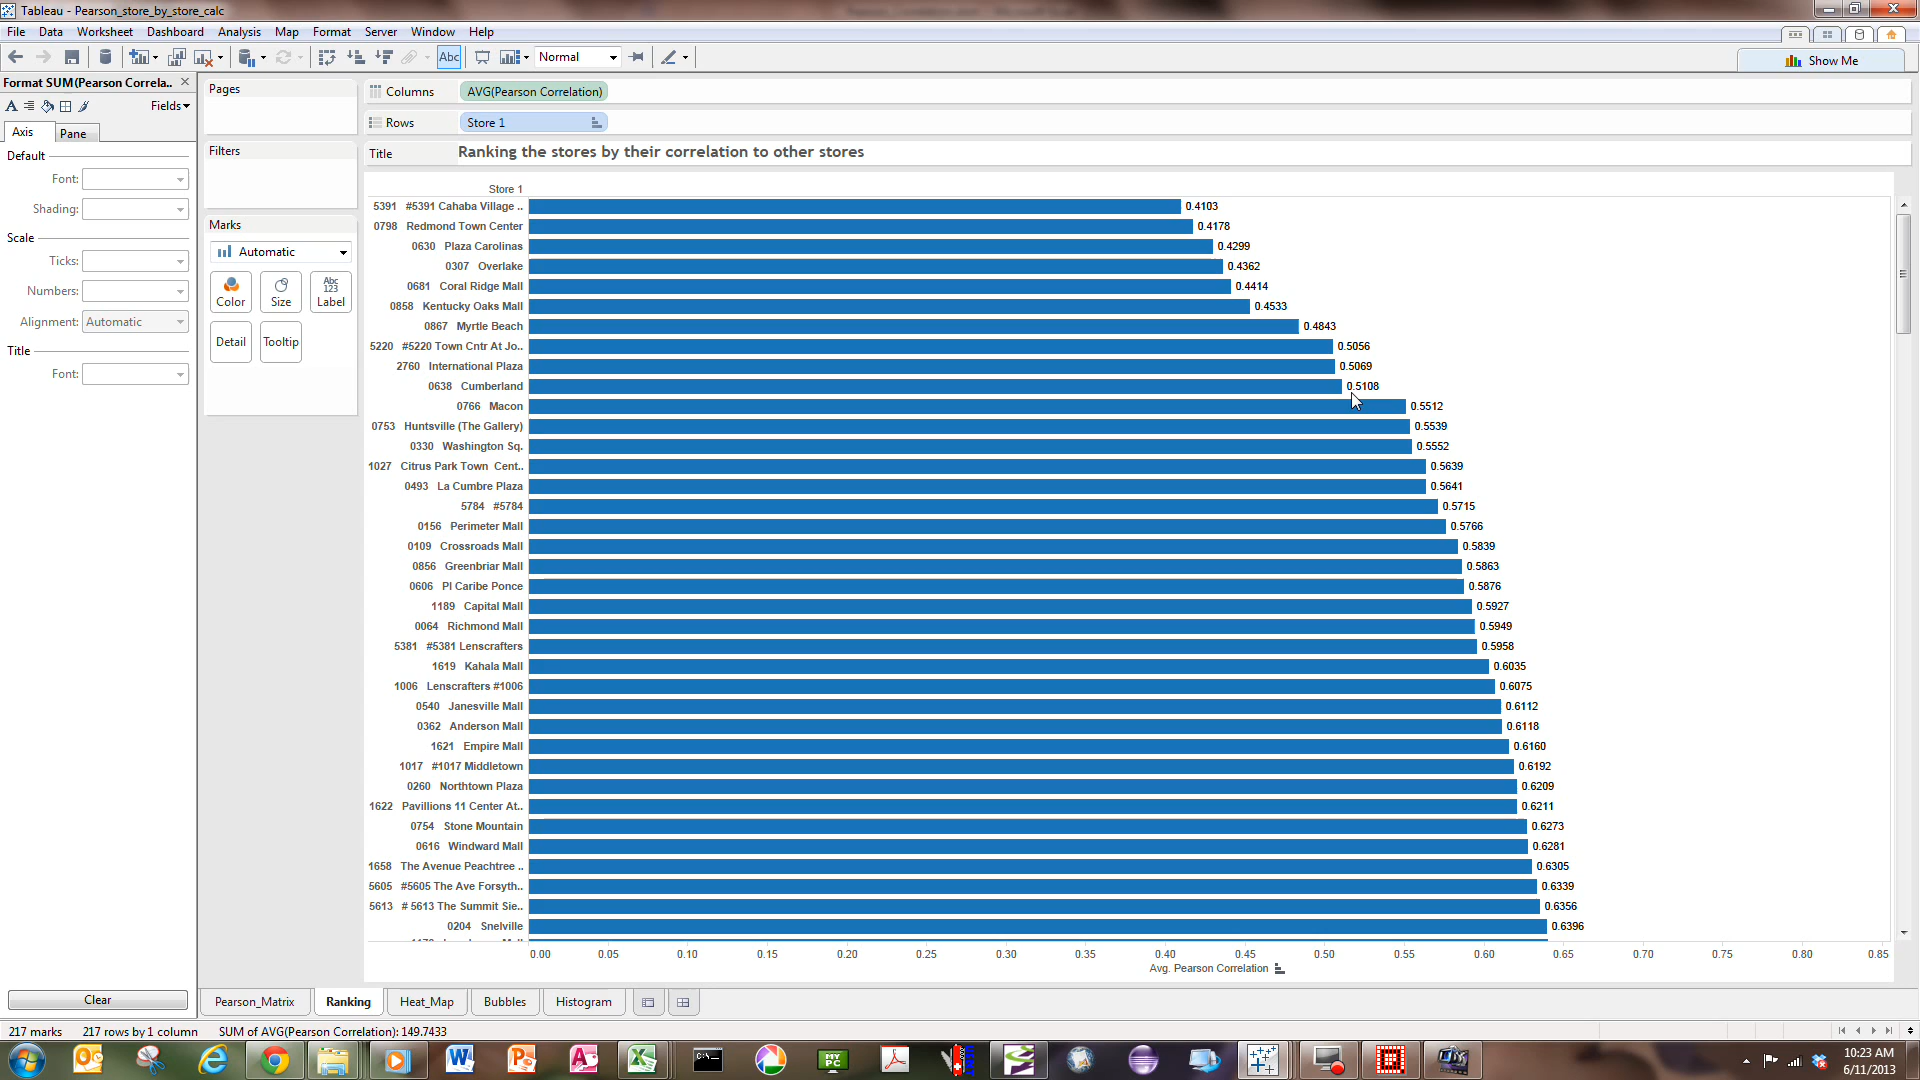 Tableau - Pearson_store_by_store_calc
File Data Worksheet Dashboard Analysis Map Format Server Window Help
Abc Normal Show Me
Format SUM(Pearson Correla..
Fields
Axis Pane
Default
Font:
Shading:
Scale
Ticks:
Numbers:
Alignment: Automatic
Title
Font:
Clear
Pages
Filters
Marks
Automatic
Color Size Abc 123 Label
Detail Tooltip
Columns AVG(Pearson Correlation)
Rows Store 1
Title Ranking the stores by their correlation to other stores
Store 1
5391 #5391 Cahaba Village .. 0.4103
0798 Redmond Town Center 0.4178
0630 Plaza Carolinas 0.4299
0307 Overlake 0.4362
0681 Coral Ridge Mall 0.4414
0858 Kentucky Oaks Mall 0.4533
0867 Myrtle Beach 0.4843
5220 #5220 Town Cntr At Jo.. 0.5056
2760 International Plaza 0.5069
0638 Cumberland 0.5108
0766 Macon 0.5512
0753 Huntsville (The Gallery) 0.5539
0330 Washington Sq. 0.5552
1027 Citrus Park Town Cent.. 0.5639
0493 La Cumbre Plaza 0.5641
5784 #5784 0.5715
0156 Perimeter Mall 0.5766
0109 Crossroads Mall 0.5839
0856 Greenbriar Mall 0.5863
0606 Pl Caribe Ponce 0.5876
1189 Capital Mall 0.5927
0064 Richmond Mall 0.5949
5381 #5381 Lenscrafters 0.5958
1619 Kahala Mall 0.6035
1006 Lenscrafters #1006 0.6075
0540 Janesville Mall 0.6112
0362 Anderson Mall 0.6118
1621 Empire Mall 0.6160
1017 #1017 Middletown 0.6192
0260 Northtown Plaza 0.6209
1622 Pavillions 11 Center At.. 0.6211
0754 Stone Mountain 0.6273
0616 Windward Mall 0.6281
1658 The Avenue Peachtree .. 0.6305
5605 #5605 The Ave Forsyth.. 0.6339
5613 # 5613 The Summit Sie.. 0.6356
0204 Snelville 0.6396
0.00 0.05 0.10 0.15 0.20 0.25 0.30 0.35 0.40 0.45 0.50 0.55 0.60 0.65 0.70 0.75 0.80 0.85
Avg. Pearson Correlation
Pearson_Matrix Ranking Heat_Map Bubbles Histogram
217 marks 217 rows by 1 column SUM of AVG(Pearson Correlation): 149.7433
MY PC
10:23 AM
6/11/2013